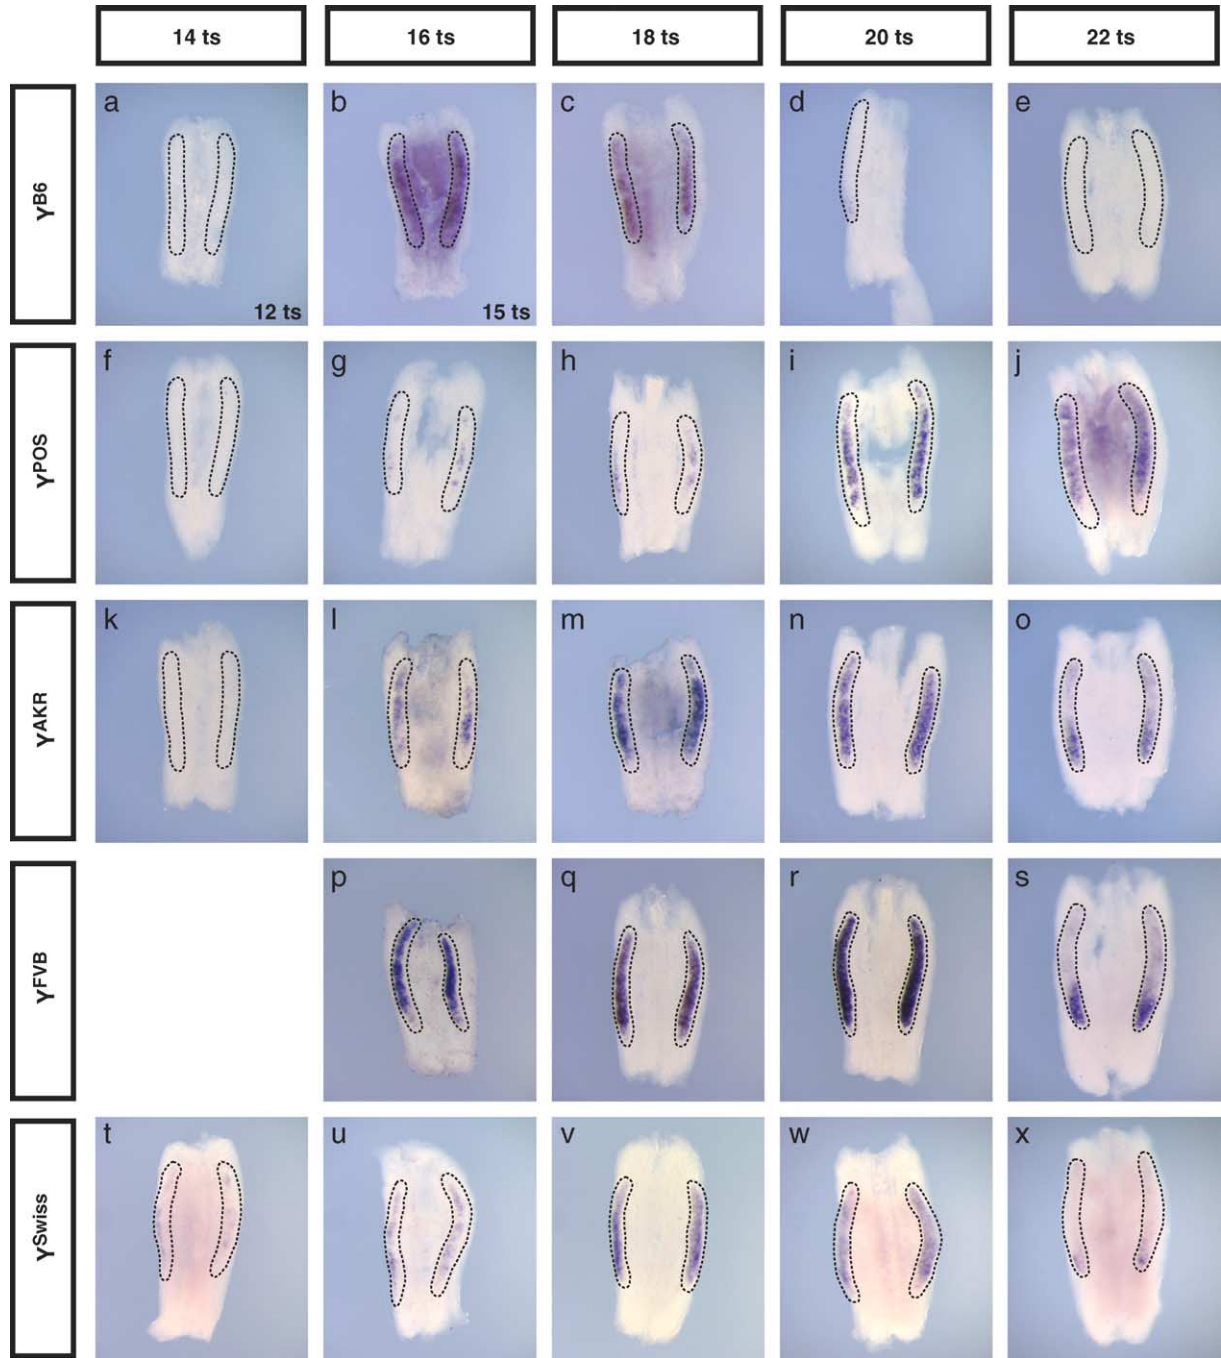 14 ts 16 ts 18 ts 20 ts 22 ts
YB6 a b c d e
12 ts 15 ts
YPOS f g h i j
YAKR k l m n o
YFVB p q r s
YSwiss t u v w x